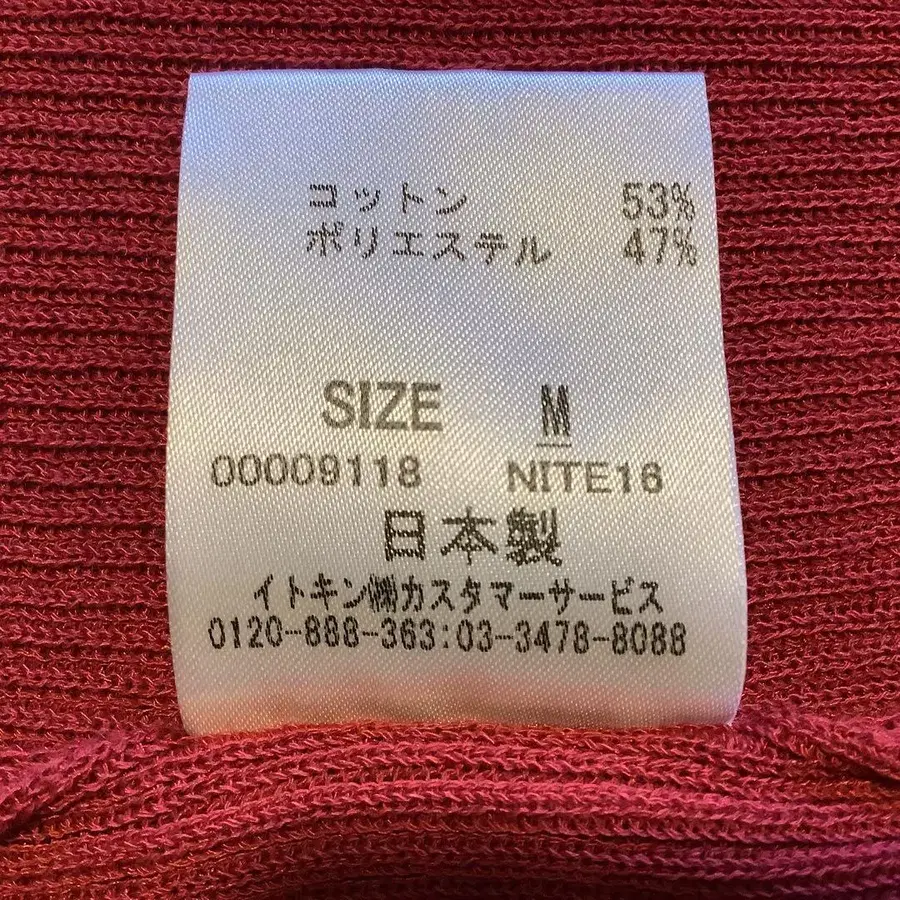 コットン 53%
ポリエステル 47%
SIZE M
00009118 NITE16
日本製
イトキン㈱カスタマーサービス
0120-888-363:03-3478-8088